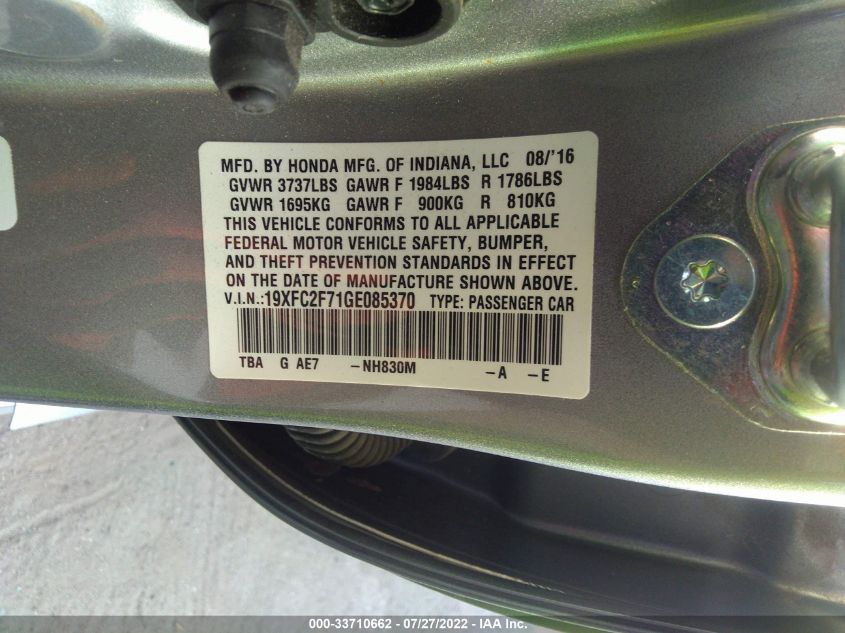 MFD. BY HONDA MFG. OF INDIANA, LLC 08/'16
GVWR 3737LBS GAWR F 1984LBS R 1786LBS
GVWR 1695KG GAWR F 900KG R 810KG
THIS VEHICLE CONFORMS TO ALL APPLICABLE
FEDERAL MOTOR VEHICLE SAFETY, BUMPER,
AND THEFT PREVENTION STANDARDS IN EFFECT
ON THE DATE OF MANUFACTURE SHOWN ABOVE.
V.I.N.:19XFC2F71GE085370 TYPE: PASSENGER CAR
TBA G AE7 -NH830M -A -E
000-33710662 - 07/27/2022 - IAA Inc.